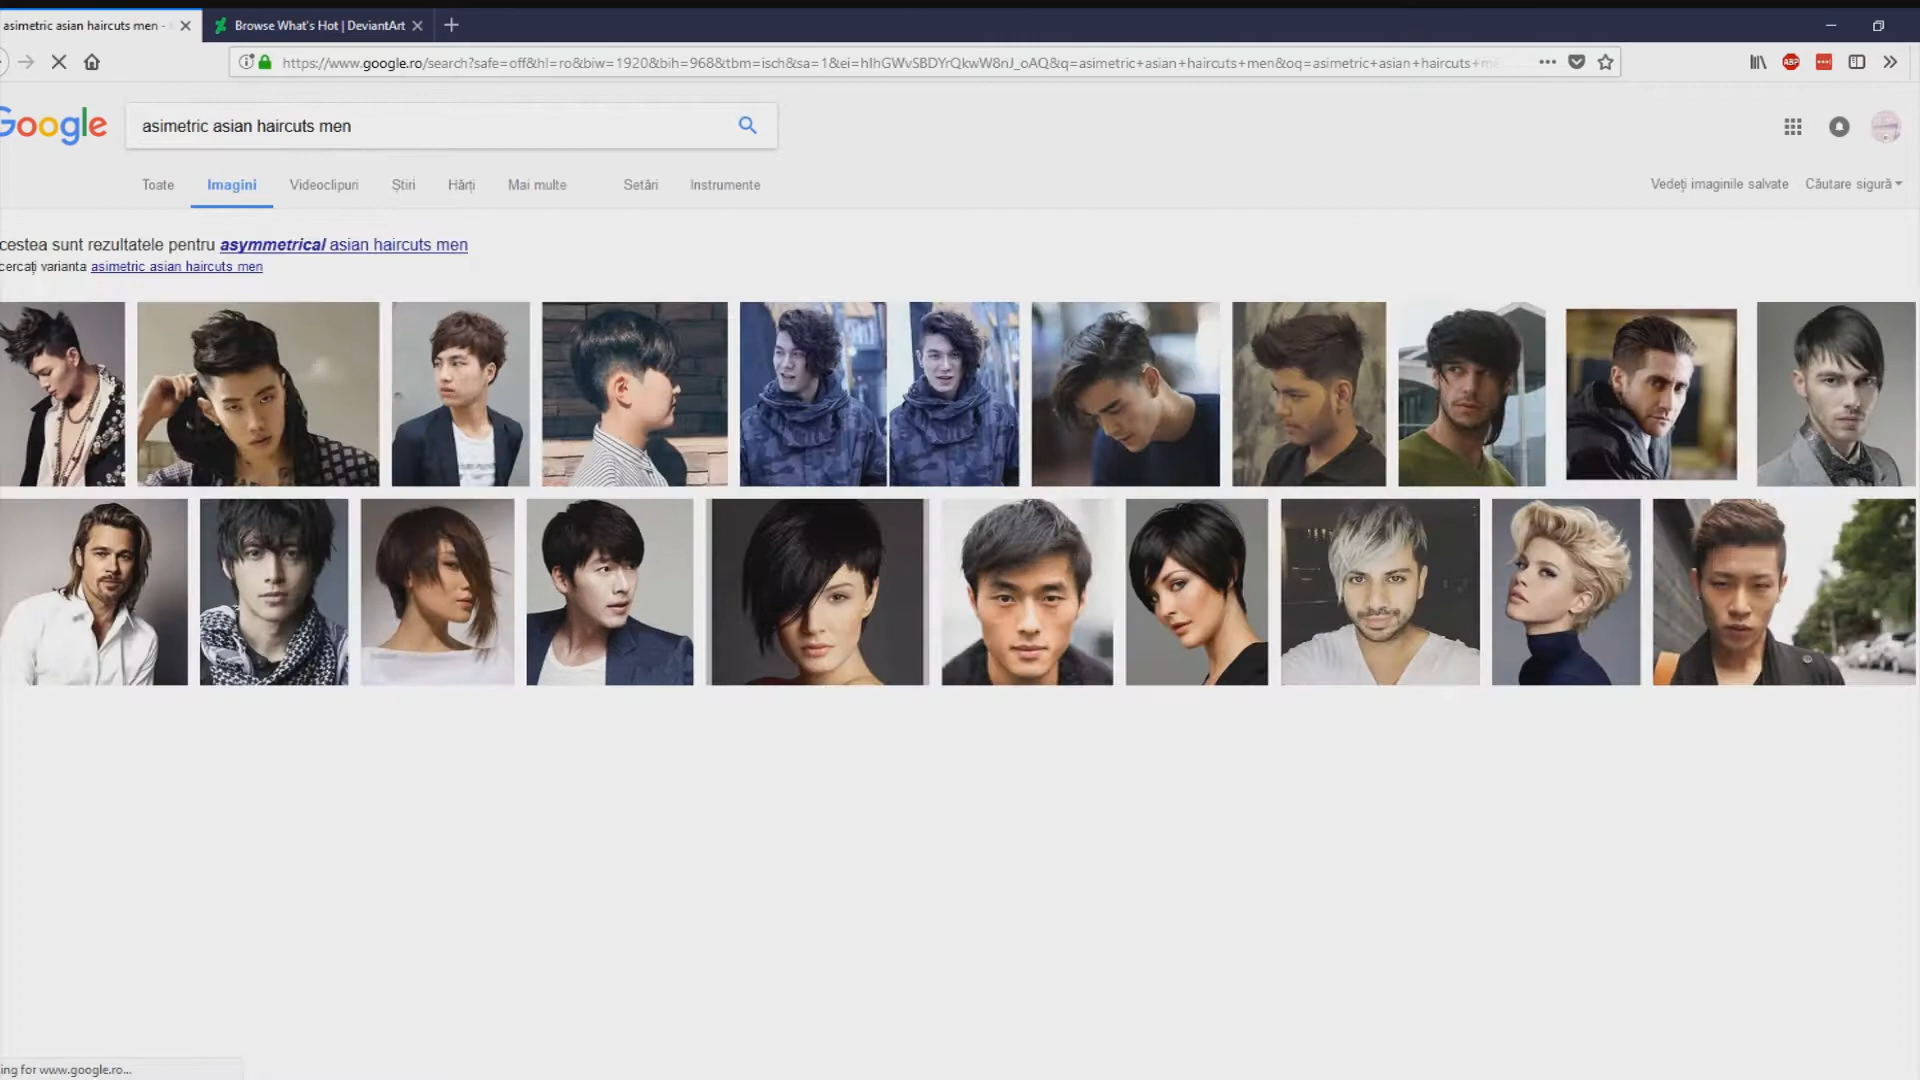 asimetric asian haircuts men -
Browse What's Hot | DeviantArt
https://www.google.ro/search?safe=off&hl=ro&biw=1920&bih=968&tbm=isch&sa=1&ei=hIhGWvSBDYrQkwW8nJ_oAQ&q=asimetric+asian+haircuts+men&oq=asimetric+asian+haircuts+m
ABP
Google
asimetric asian haircuts men
Toate Imagini Videoclipuri Știri Hărți Mai multe Setări Instrumente
Vedeți imaginile salvate Căutare sigură
cestea sunt rezultatele pentru asymmetrical asian haircuts men
cercați varianta asimetric asian haircuts men
ing for www.google.ro...